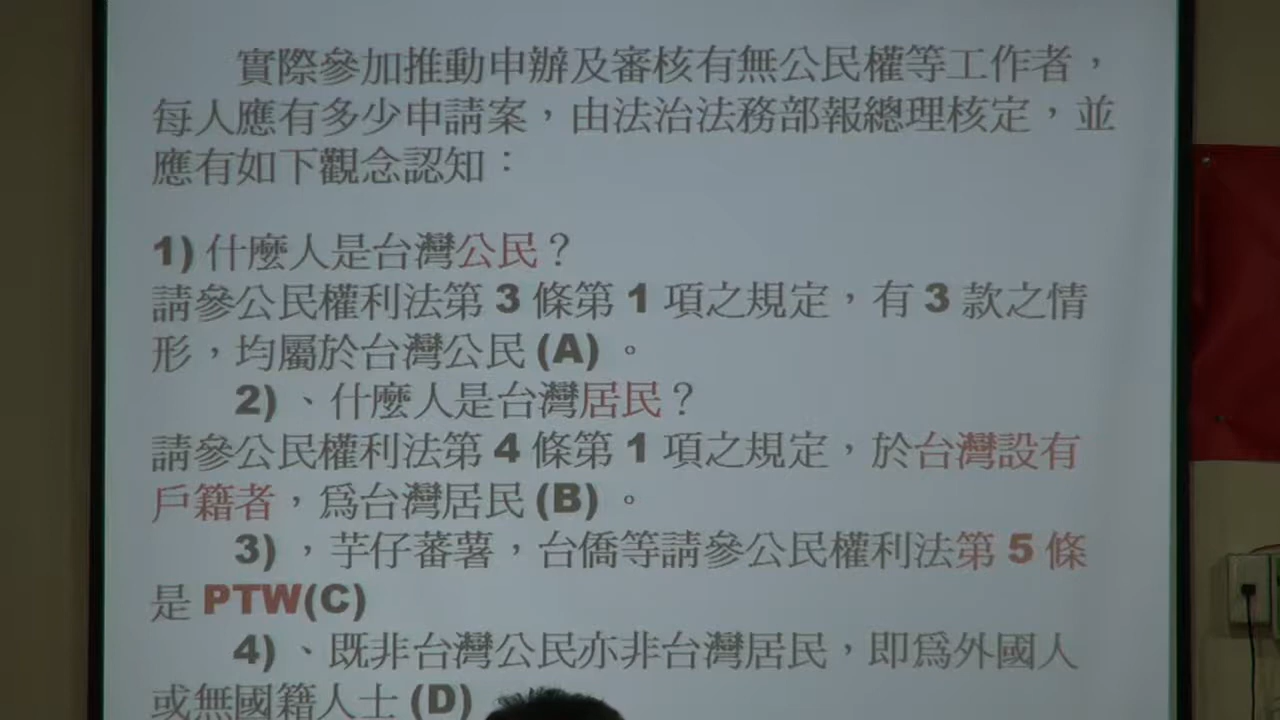 實際參加推動申辦及審核有無公民權等工作者，
每人應有多少申請案，由法治法務部報總理核定，並
應有如下觀念認知：
1) 什麼人是台灣公民？
請參公民權利法第 3 條第 1 項之規定，有 3 款之情
形，均屬於台灣公民 (A) 。
2) 、什麼人是台灣居民？
請參公民權利法第 4 條第 1 項之規定，於台灣設有
戶籍者，爲台灣居民 (B) 。
3) ，芋仔蕃薯，台僑等請參公民權利法第 5 條
是 PTW(C)
4) 、既非台灣公民亦非台灣居民，即爲外國人
或無國籍人士 (D)